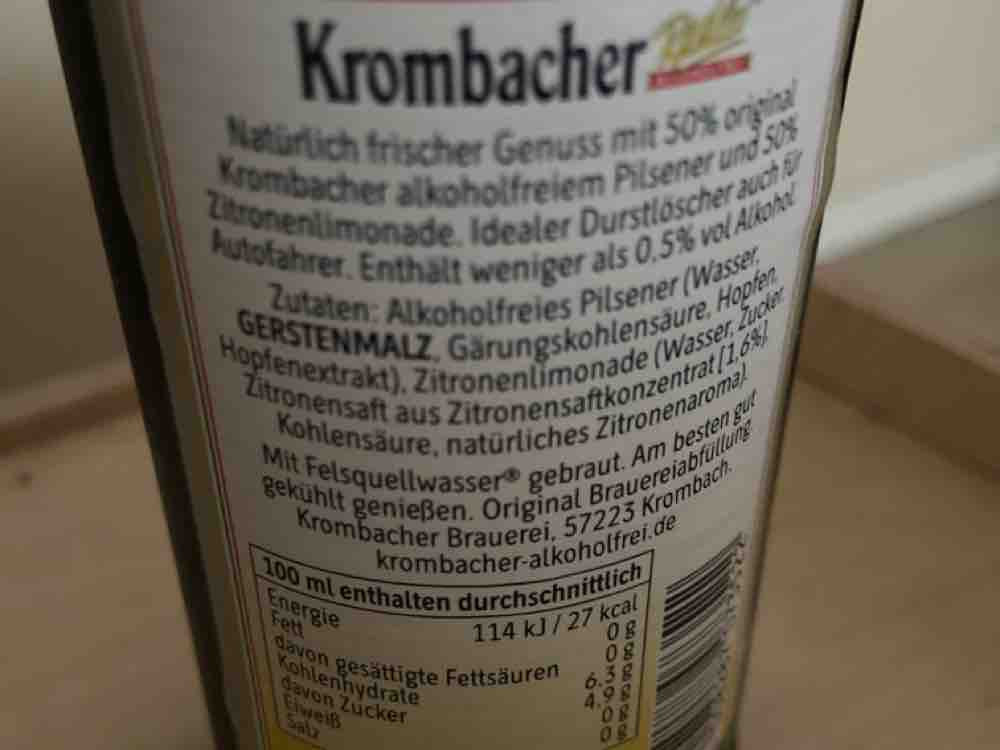 Krombacher Radler
Natürlich frischer Genuss mit 50% original
Krombacher alkoholfreiem Pilsener und 50%
Zitronenlimonade. Idealer Durstlöscher auch für
Autofahrer. Enthält weniger als 0,5% vol Alkohol.
Zutaten: Alkoholfreies Pilsener (Wasser,
GERSTENMALZ, Gärungskohlensäure, Hopfen,
Hopfenextrakt), Zitronenlimonade (Wasser, Zucker,
Zitronensaft aus Zitronensaftkonzentrat [1,6%],
Kohlensäure, natürliches Zitronenaroma).
Mit Felsquellwasser® gebraut. Am besten gut
gekühlt genießen. Original Brauereiabfüllung.
Krombacher Brauerei, 57223 Krombach.
krombacher-alkoholfrei.de
100 ml enthalten durchschnittlich
Energie 114 kJ / 27 kcal
Fett 0 g
davon gesättigte Fettsäuren 0 g
Kohlenhydrate 6,3 g
davon Zucker 4,9 g
Eiweiß 0 g
Salz 0 g